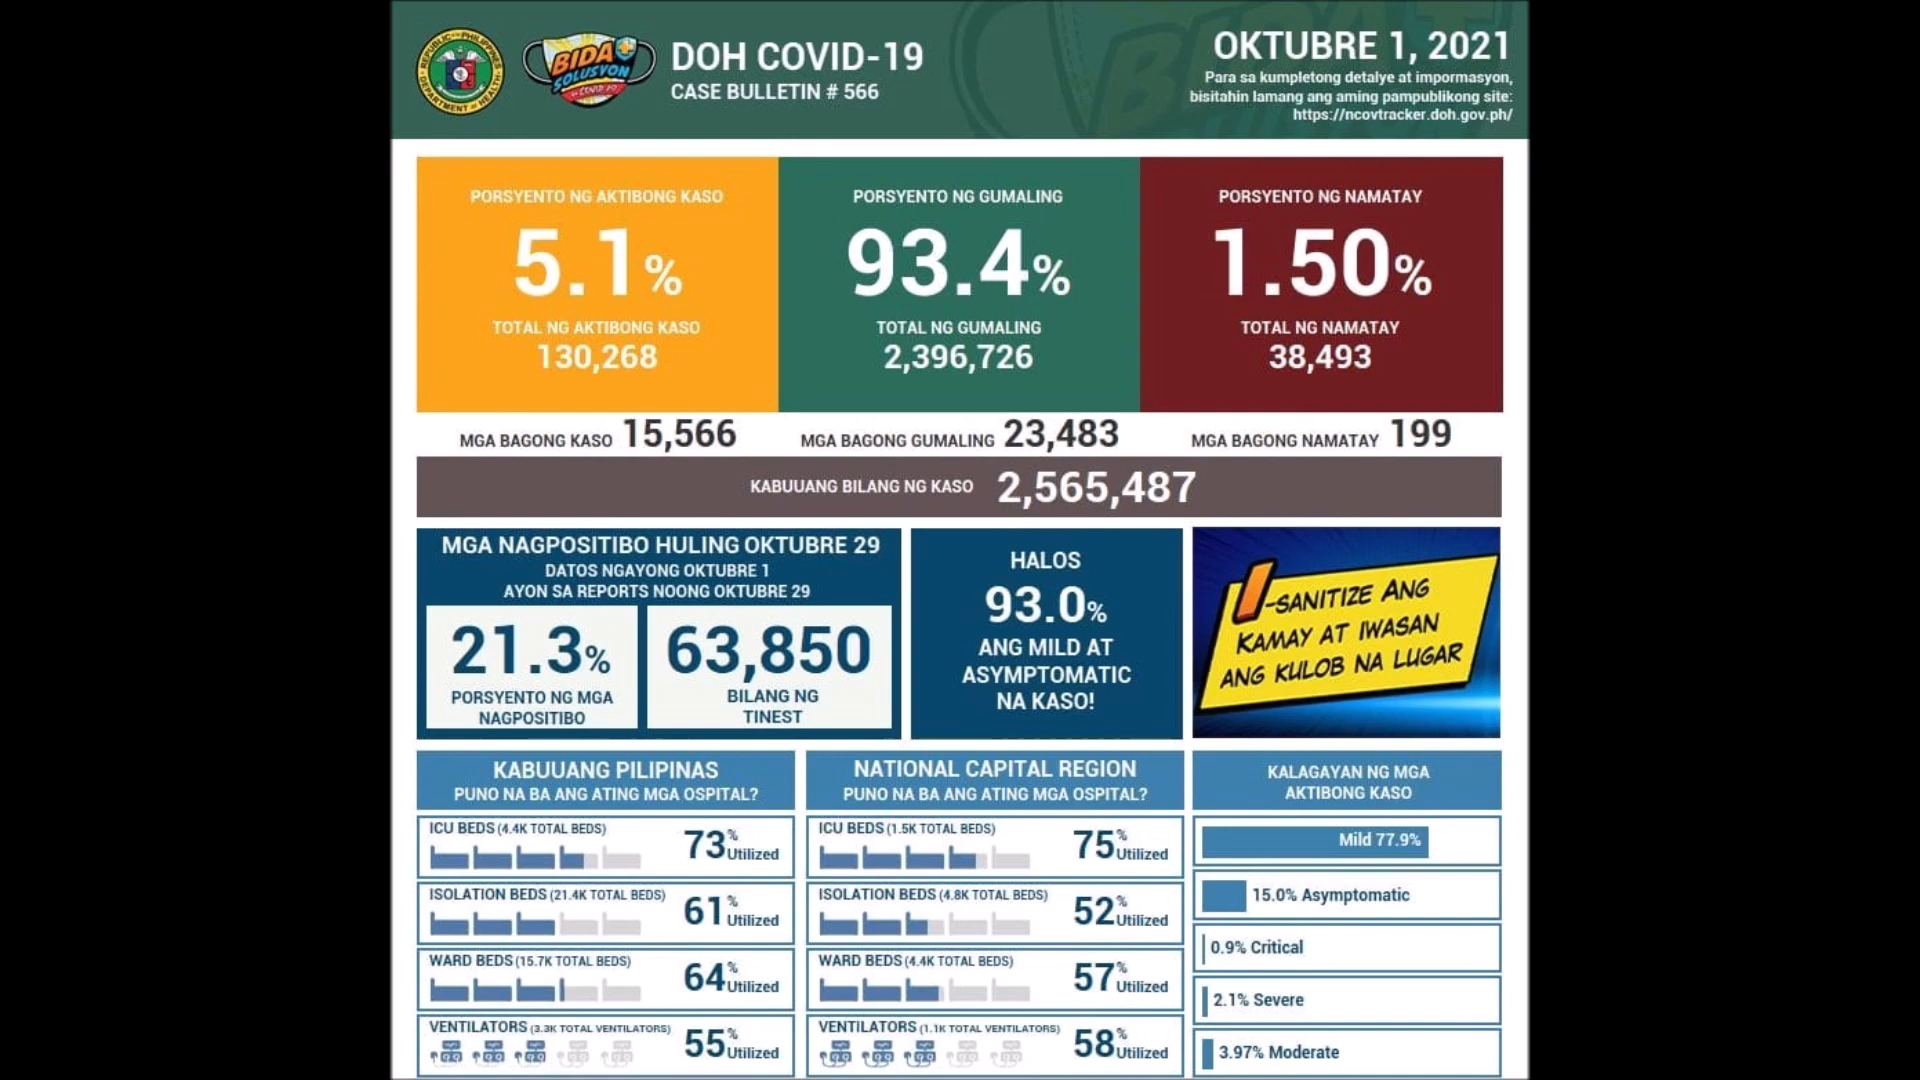 REPUBLIC OF THE PHILIPPINES
DEPARTMENT of HEALTH
BIDA
SOLUSYON
COVID-19
DOH COVID-19
CASE BULLETIN # 566
OKTUBRE 1, 2021
Para sa kumpletong detalye at impormasyon,
bisitahin lamang ang aming pampublikong site:
https://ncovtracker.doh.gov.ph/
PORSYENTO NG AKTIBONG KASO
5.1%
TOTAL NG AKTIBONG KASO
130,268
PORSYENTO NG GUMALING
93.4%
TOTAL NG GUMALING
2,396,726
PORSYENTO NG NAMATAY
1.50%
TOTAL NG NAMATAY
38,493
MGA BAGONG KASO 15,566
MGA BAGONG GUMALING 23,483
MGA BAGONG NAMATAY 199
KABUUANG BILANG NG KASO 2,565,487
MGA NAGPOSITIBO HULING OKTUBRE 29
DATOS NGAYONG OKTUBRE 1
AYON SA REPORTS NOONG OKTUBRE 29
21.3%
PORSYENTO NG MGA
NAGPOSITIBO
63,850
BILANG NG
TINEST
HALOS
93.0%
ANG MILD AT
ASYMPTOMATIC
NA KASO!
I-SANITIZE ANG
KAMAY AT IWASAN
ANG KULOB NA LUGAR
KABUUANG PILIPINAS
PUNO NA BA ANG ATING MGA OSPITAL?
ICU BEDS (4.4K TOTAL BEDS)
73% Utilized
ISOLATION BEDS (21.4K TOTAL BEDS)
61% Utilized
WARD BEDS (15.7K TOTAL BEDS)
64% Utilized
VENTILATORS (3.3K TOTAL VENTILATORS)
55% Utilized
NATIONAL CAPITAL REGION
PUNO NA BA ANG ATING MGA OSPITAL?
ICU BEDS (1.5K TOTAL BEDS)
75% Utilized
ISOLATION BEDS (4.8K TOTAL BEDS)
52% Utilized
WARD BEDS (4.4K TOTAL BEDS)
57% Utilized
VENTILATORS (1.1K TOTAL VENTILATORS)
58% Utilized
KALAGAYAN NG MGA
AKTIBONG KASO
Mild 77.9%
15.0% Asymptomatic
0.9% Critical
2.1% Severe
3.97% Moderate